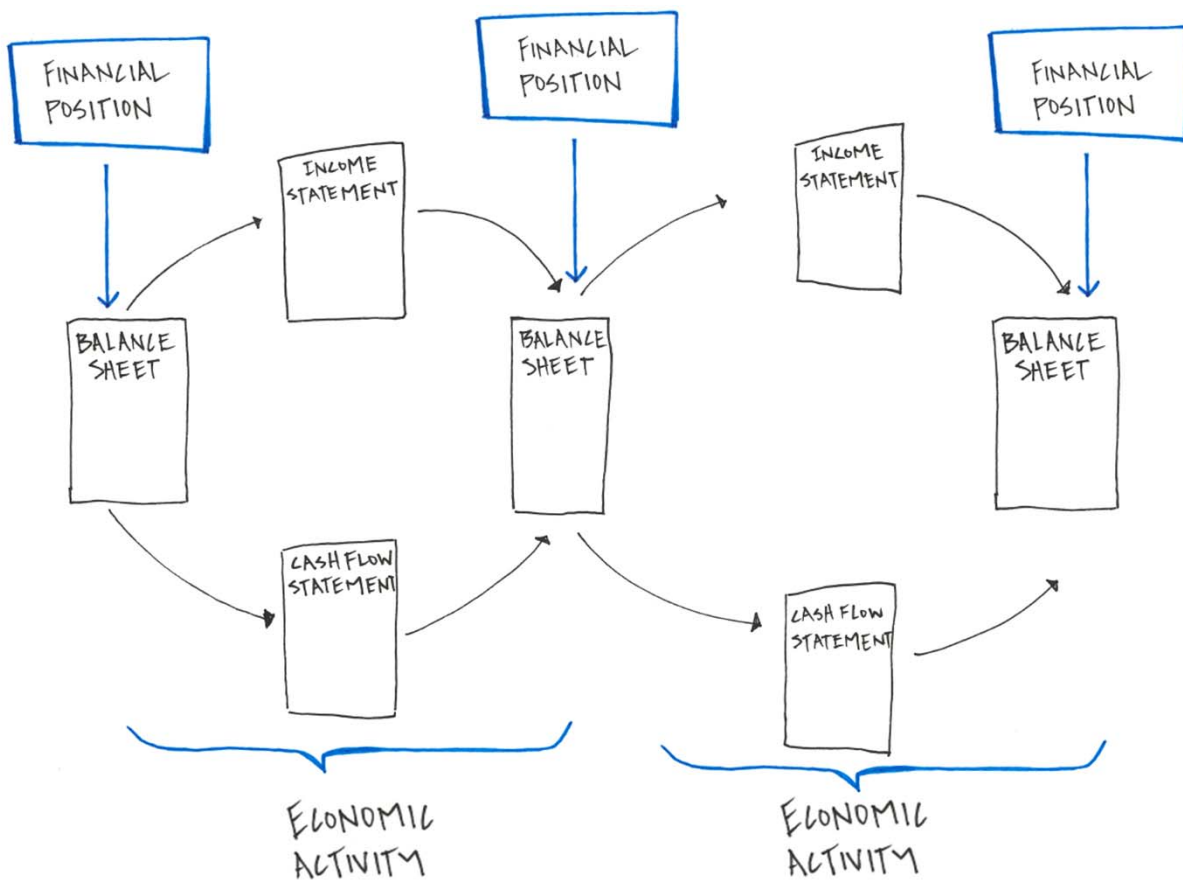 FINANCIAL
POSITION
FINANCIAL
POSITION
FINANCIAL
POSITION
INCOME
STATEMENT
INCOME
STATEMENT
BALANCE
SHEET
BALANCE
SHEET
BALANCE
SHEET
CASH FLOW
STATEMENT
CASH FLOW
STATEMENT
ECONOMIC
ACTIVITY
ECONOMIC
ACTIVITY